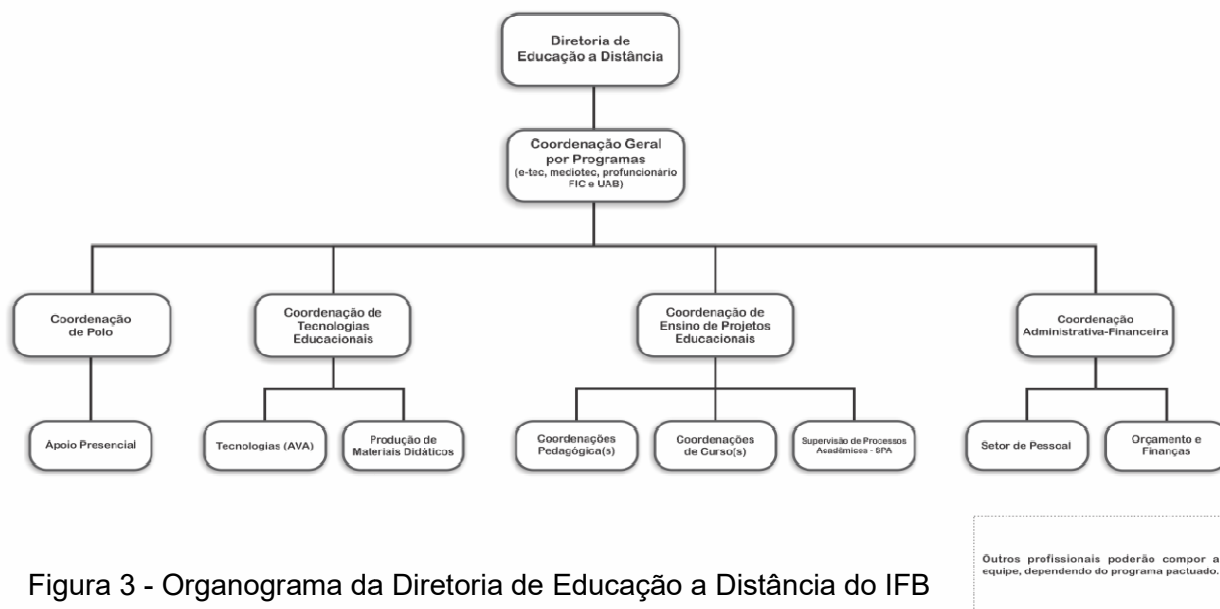 Diretoria de
Educação a Distância
Coordenação Geral
por Programas
(e-tec, mediotec, profuncionário
FIC e UAB)
Coordenação
de Polo
Coordenação de
Tecnologias
Educacionais
Coordenação de
Ensino de Projetos
Educacionais
Coordenação
Administrativa-Financeira
Apoio Presencial
Tecnologias (AVA)
Produção de
Materiais Didáticos
Coordenações
Pedagógica(s)
Coordenações
de Curso(s)
Supervisão de Processos
Acadêmicos - SPA
Setor de Pessoal
Orçamento e
Finanças
Outros profissionais poderão compor a
equipe, dependendo do programa pactuado.
Figura 3 - Organograma da Diretoria de Educação a Distância do IFB